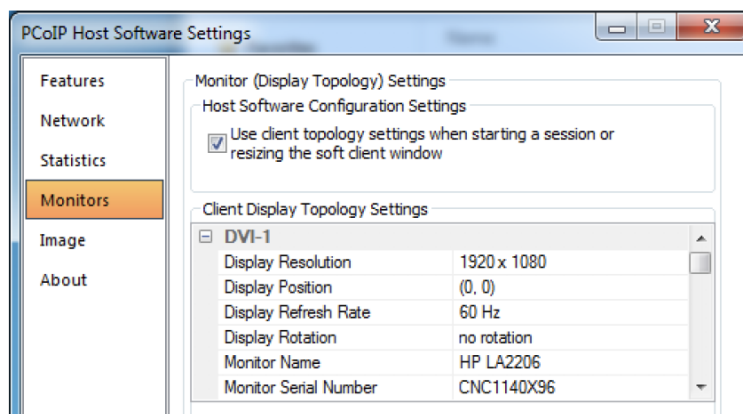 PCoIP Host Software Settings
Features
Network
Statistics
Monitors
Image
About
Monitor (Display Topology) Settings
Host Software Configuration Settings
Use client topology settings when starting a session or
resizing the soft client window
Client Display Topology Settings
DVI-1
Display Resolution 1920 x 1080
Display Position (0, 0)
Display Refresh Rate 60 Hz
Display Rotation no rotation
Monitor Name HP LA2206
Monitor Serial Number CNC1140X96